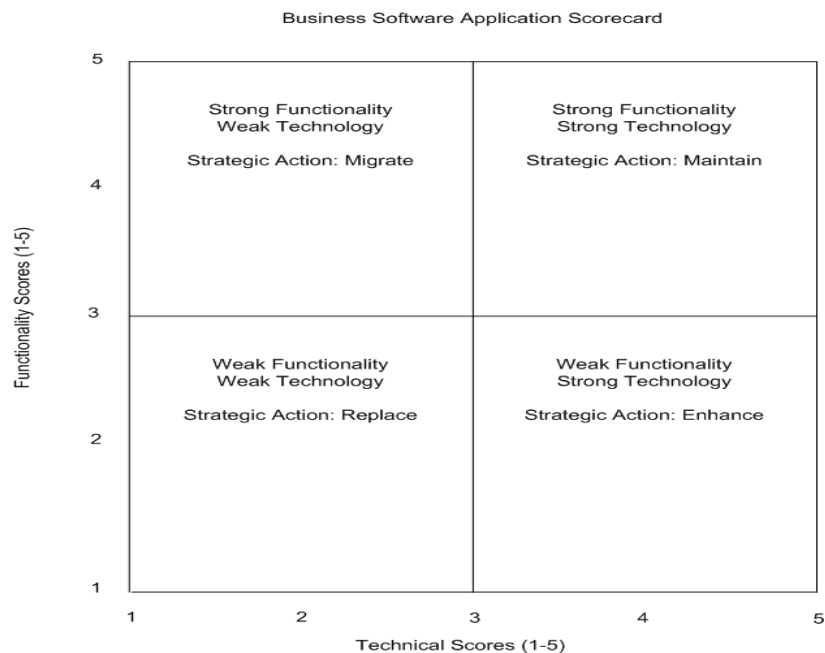 Business Software Application Scorecard
5
Strong Functionality
Weak Technology
Strategic Action: Migrate
Strong Functionality
Strong Technology
Strategic Action: Maintain
4
Functionality Scores (1-5)
3
Weak Functionality
Weak Technology
Strategic Action: Replace
Weak Functionality
Strong Technology
Strategic Action: Enhance
2
1
1 2 3 4 5
Technical Scores (1-5)